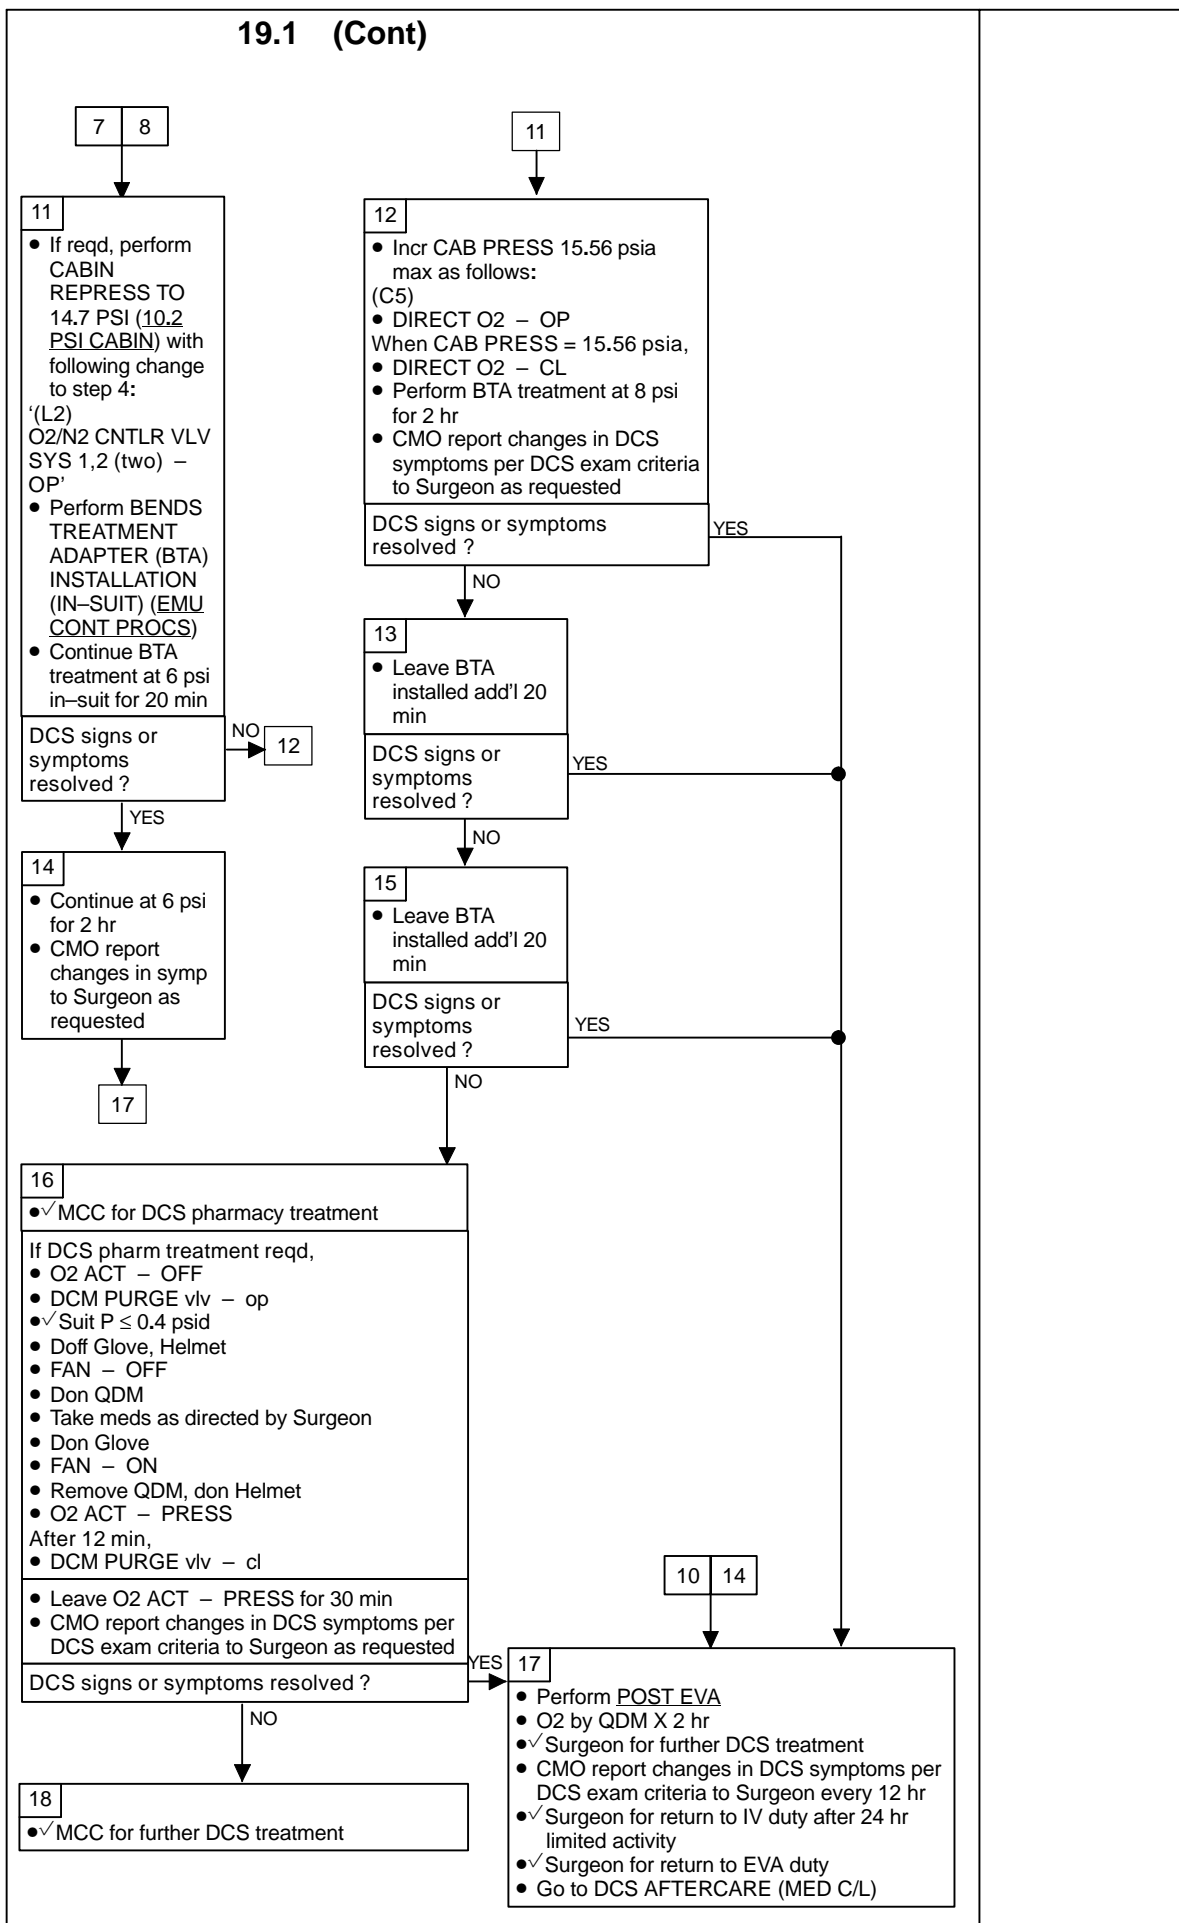 19.1 (Cont)
7 8
11
● If reqd, perform
CABIN
REPRESS TO
14.7 PSI (10.2
PSI CABIN) with
following change
to step 4:
‘(L2)
O2/N2 CNTLR VLV
SYS 1,2 (two) –
OP’
● Perform BENDS
TREATMENT
ADAPTER (BTA)
INSTALLATION
(IN–SUIT) (EMU
CONT PROCS)
● Continue BTA
treatment at 6 psi
in–suit for 20 min
DCS signs or
symptoms
resolved ?
NO
12
YES
14
● Continue at 6 psi
for 2 hr
● CMO report
changes in symp
to Surgeon as
requested
17
11
12
● Incr CAB PRESS 15.56 psia
max as follows:
(C5)
● DIRECT O2 – OP
When CAB PRESS = 15.56 psia,
● DIRECT O2 – CL
● Perform BTA treatment at 8 psi
for 2 hr
● CMO report changes in DCS
symptoms per DCS exam criteria
to Surgeon as requested
DCS signs or symptoms
resolved ?
YES
NO
13
● Leave BTA
installed add’l 20
min
DCS signs or
symptoms
resolved ?
YES
NO
15
● Leave BTA
installed add’l 20
min
DCS signs or
symptoms
resolved ?
YES
NO
16
●√MCC for DCS pharmacy treatment
If DCS pharm treatment reqd,
● O2 ACT – OFF
● DCM PURGE vlv – op
●√Suit P ≤ 0.4 psid
● Doff Glove, Helmet
● FAN – OFF
● Don QDM
● Take meds as directed by Surgeon
● Don Glove
● FAN – ON
● Remove QDM, don Helmet
● O2 ACT – PRESS
After 12 min,
● DCM PURGE vlv – cl
● Leave O2 ACT – PRESS for 30 min
● CMO report changes in DCS symptoms per
DCS exam criteria to Surgeon as requested
DCS signs or symptoms resolved ?
YES
NO
18
●√MCC for further DCS treatment
10 14
17
● Perform POST EVA
● O2 by QDM X 2 hr
●√Surgeon for further DCS treatment
● CMO report changes in DCS symptoms per
DCS exam criteria to Surgeon every 12 hr
●√Surgeon for return to IV duty after 24 hr
limited activity
●√Surgeon for return to EVA duty
● Go to DCS AFTERCARE (MED C/L)